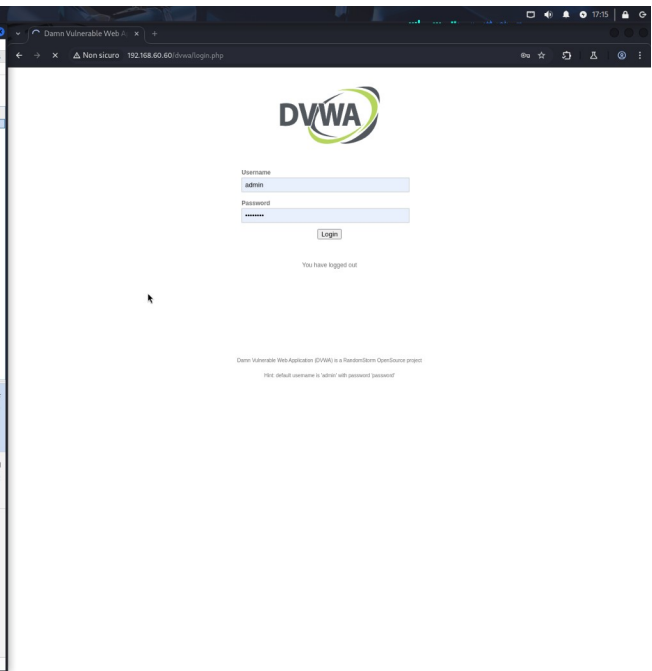 17:15
Damn Vulnerable Web A
Non sicuro 192.168.60.60/dvwa/login.php
DVWA
Username
admin
Password
••••••••
Login
You have logged out
Damn Vulnerable Web Application (DVWA) is a RandomStorm OpenSource project
Hint: default username is 'admin' with password 'password'